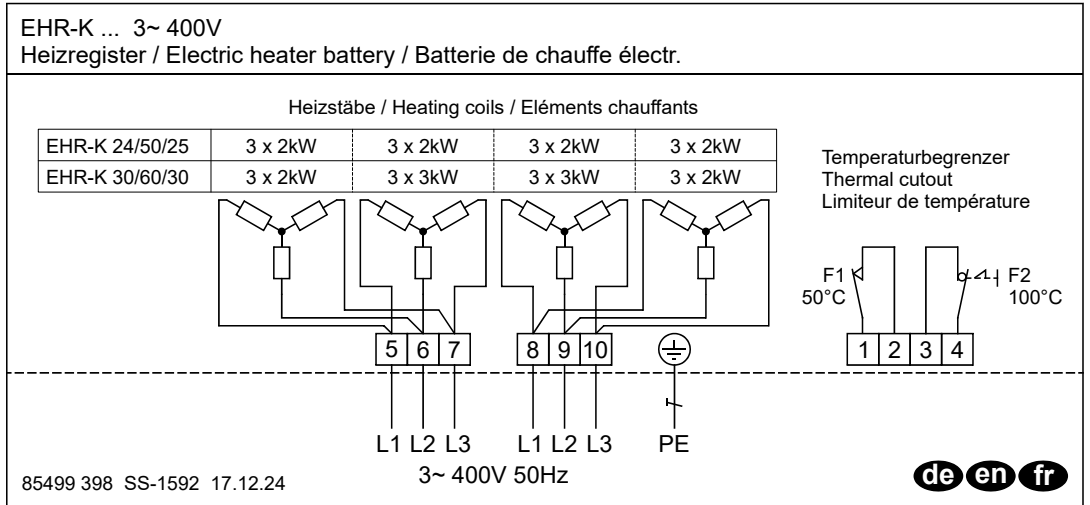 EHR-K ... 3~ 400V
Heizregister / Electric heater battery / Batterie de chauffe électr.
Heizstäbe / Heating coils / Eléments chauffants
EHR-K 24/50/25 3 x 2kW 3 x 2kW 3 x 2kW 3 x 2kW
EHR-K 30/60/30 3 x 2kW 3 x 3kW 3 x 3kW 3 x 2kW
Temperaturbegrenzer
Thermal cutout
Limiteur de température
F1
50°C
F2
100°C
5 6 7 8 9 10
1 2 3 4
L1 L2 L3 L1 L2 L3 PE
3~ 400V 50Hz
85499 398 SS-1592 17.12.24
de en fr